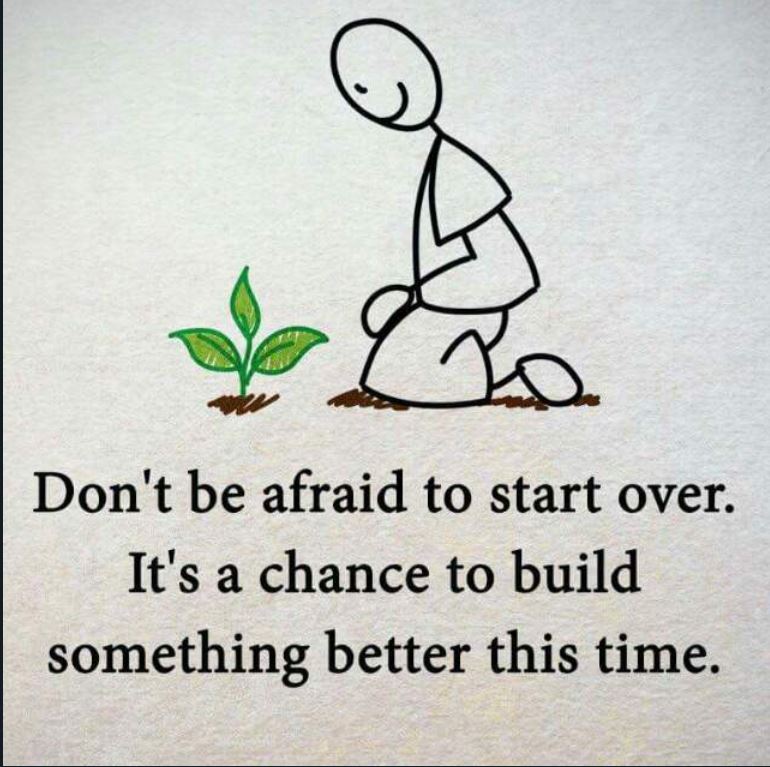 Don't be afraid to start over.
It's a chance to build
something better this time.